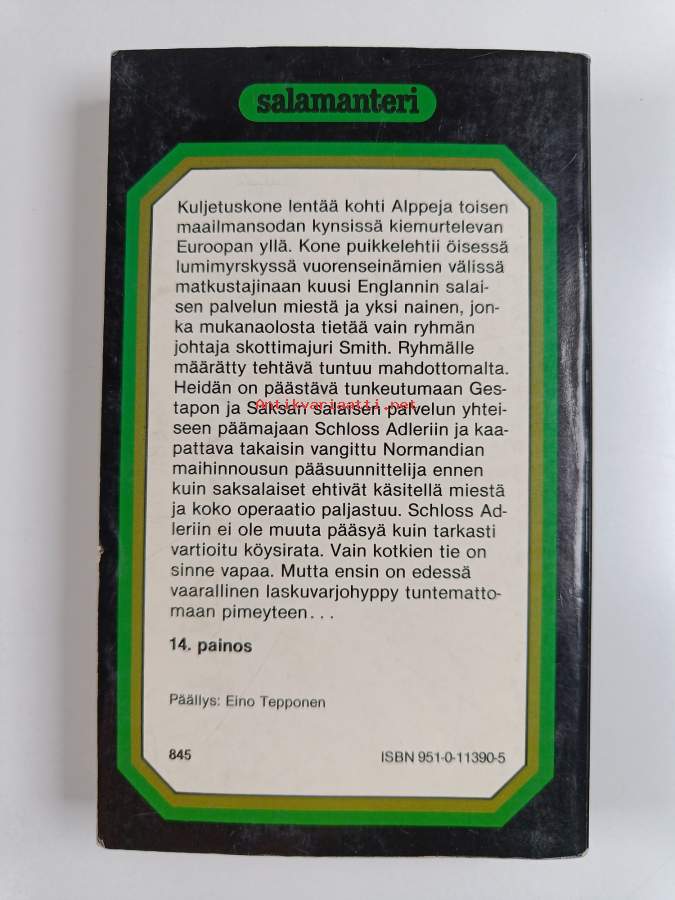 salamanteri
Kuljetuskone lentää kohti Alppeja toisen
maailmansodan kynsissä kiemurtelevan
Euroopan yllä. Kone puikkelehtii öisessä
lumimyrskyssä vuorenseinämien välissä
matkustajinaan kuusi Englannin salai-
sen palvelun miestä ja yksi nainen, jon-
ka mukanaolosta tietää vain ryhmän
johtaja skottimajuri Smith. Ryhmälle
määrätty tehtävä tuntuu mahdottomalta.
Heidän on päästävä tunkeutumaan Ges-
tapon ja Saksan salaisen palvelun yhtei-
Antikvariaatti.net
seen päämajaan Schloss Adleriin ja kaa-
pattava takaisin vangittu Normandian
maihinnousun pääsuunnittelija ennen
kuin saksalaiset ehtivät käsitellä miestä
ja koko operaatio paljastuu. Schloss Ad-
leriin ei ole muuta pääsyä kuin tarkasti
vartioitu köysirata. Vain kotkien tie on
sinne vapaa. Mutta ensin on edessä
vaarallinen laskuvarjohyppy tuntematto-
maan pimeyteen...
14. painos
Päällys: Eino Tepponen
845 ISBN 951-0-11390-5